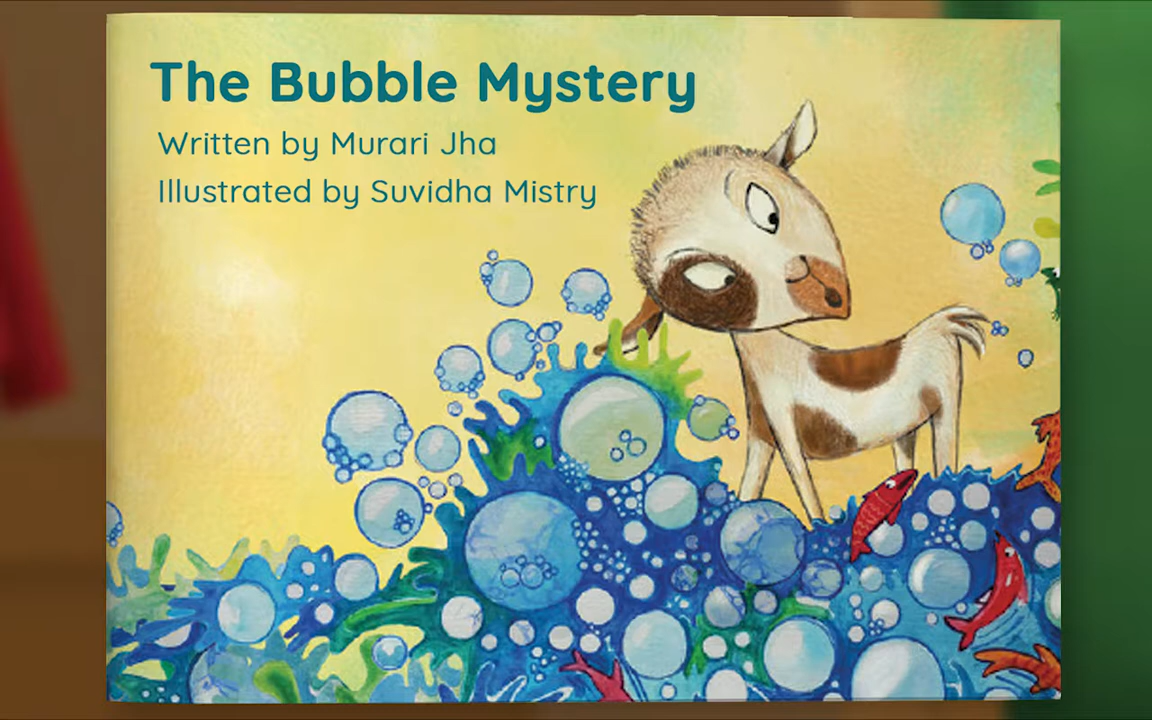 The Bubble Mystery
Written by Murari Jha
Illustrated by Suvidha Mistry